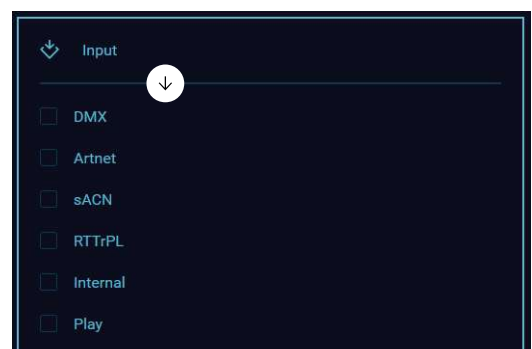 Input
DMX
Artnet
sACN
RTTrPL
Internal
Play